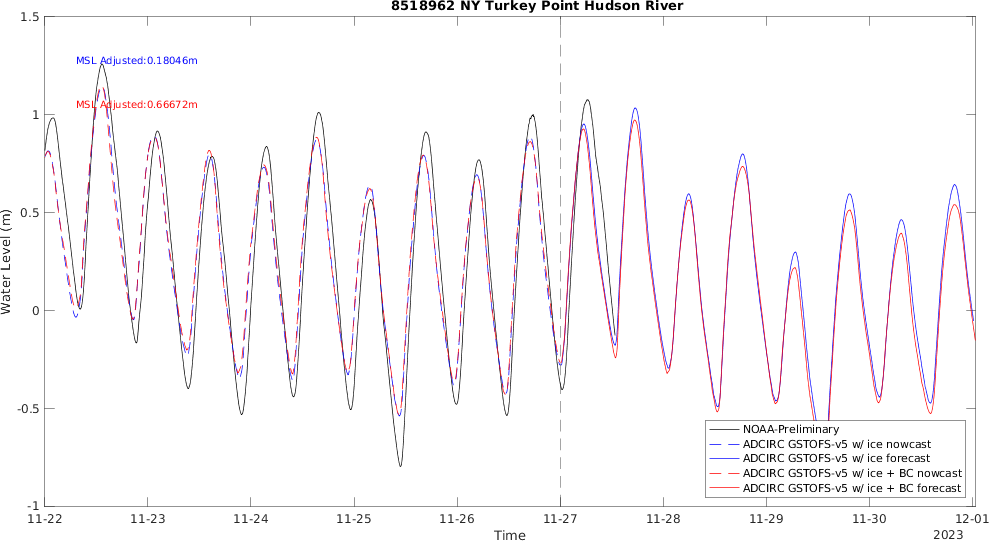 8518962 NY Turkey Point Hudson River
1.5
MSL Adjusted:0.18046m
MSL Adjusted:0.66672m
1
0.5
0
-0.5
-1
Water Level (m)
NOAA-Preliminary
ADCIRC GSTOFS-v5 w/ ice nowcast
ADCIRC GSTOFS-v5 w/ ice forecast
ADCIRC GSTOFS-v5 w/ ice + BC nowcast
ADCIRC GSTOFS-v5 w/ ice + BC forecast
11-22 11-23 11-24 11-25 11-26 11-27 11-28 11-29 11-30 12-01
Time
2023